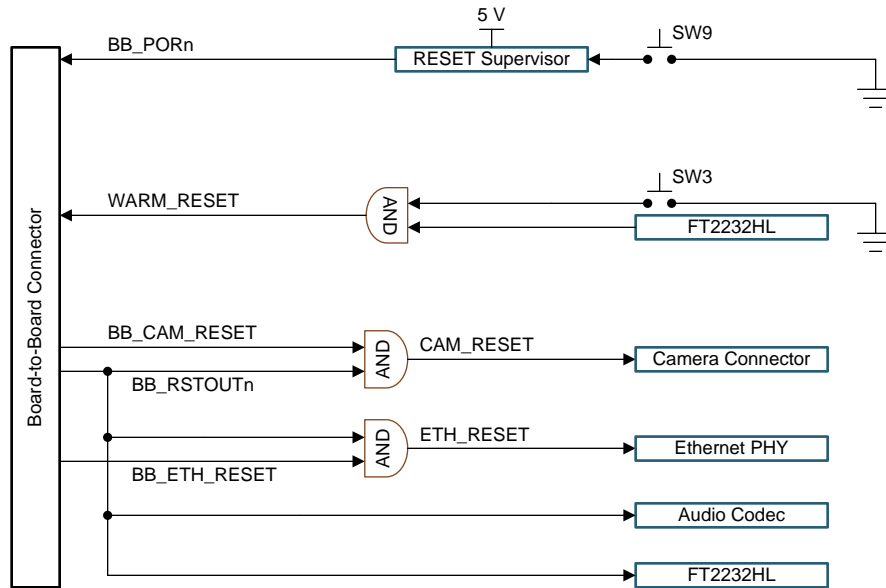 5 V
BB_PORn
RESET Supervisor
SW9
WARM_RESET
AND
SW3
FT2232HL
Board-to-Board Connector
BB_CAM_RESET
AND
CAM_RESET
Camera Connector
BB_RSTOUTn
AND
ETH_RESET
Ethernet PHY
BB_ETH_RESET
Audio Codec
FT2232HL